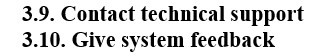 3.9. Contact technical support
3.10. Give system feedback